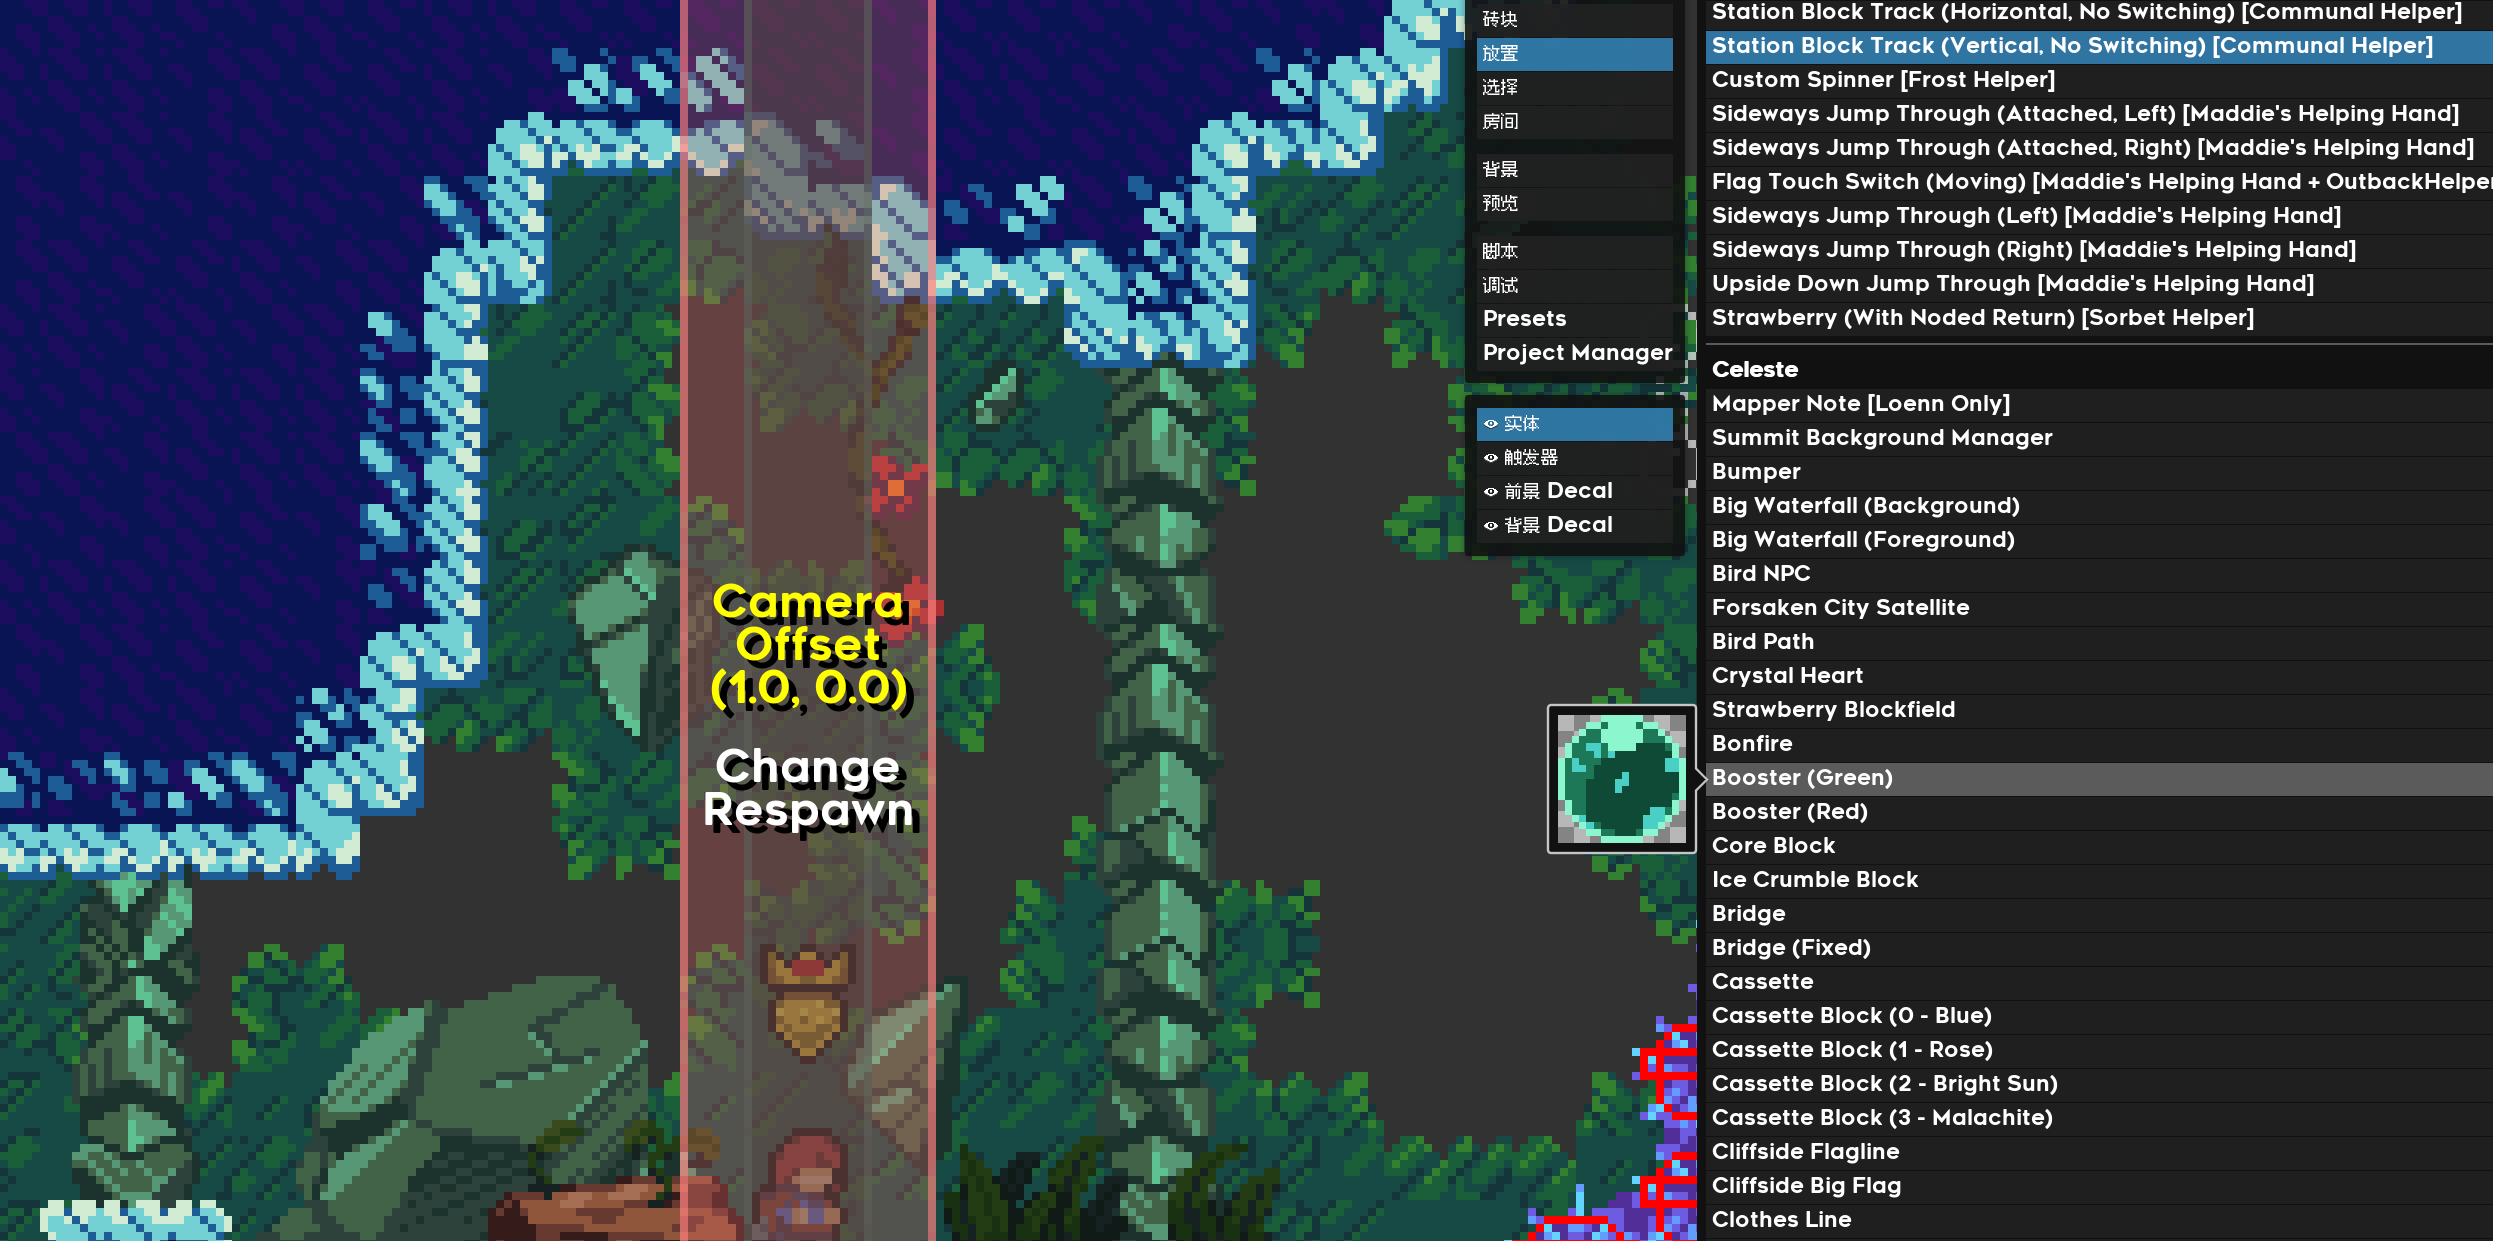 Camera
Offset
(1.0, 0.0)
Change
Respawn
砖块
放置
选择
房间
背景
预览
脚本
调试
Presets
Project Manager
实体
触发器
前景 Decal
背景 Decal
Station Block Track (Horizontal, No Switching) [Communal Helper]
Station Block Track (Vertical, No Switching) [Communal Helper]
Custom Spinner [Frost Helper]
Sideways Jump Through (Attached, Left) [Maddie's Helping Hand]
Sideways Jump Through (Attached, Right) [Maddie's Helping Hand]
Flag Touch Switch (Moving) [Maddie's Helping Hand + OutbackHelper
Sideways Jump Through (Left) [Maddie's Helping Hand]
Sideways Jump Through (Right) [Maddie's Helping Hand]
Upside Down Jump Through [Maddie's Helping Hand]
Strawberry (With Noded Return) [Sorbet Helper]
Celeste
Mapper Note [Loenn Only]
Summit Background Manager
Bumper
Big Waterfall (Background)
Big Waterfall (Foreground)
Bird NPC
Forsaken City Satellite
Bird Path
Crystal Heart
Strawberry Blockfield
Bonfire
Booster (Green)
Booster (Red)
Core Block
Ice Crumble Block
Bridge
Bridge (Fixed)
Cassette
Cassette Block (0 - Blue)
Cassette Block (1 - Rose)
Cassette Block (2 - Bright Sun)
Cassette Block (3 - Malachite)
Cliffside Flagline
Cliffside Big Flag
Clothes Line